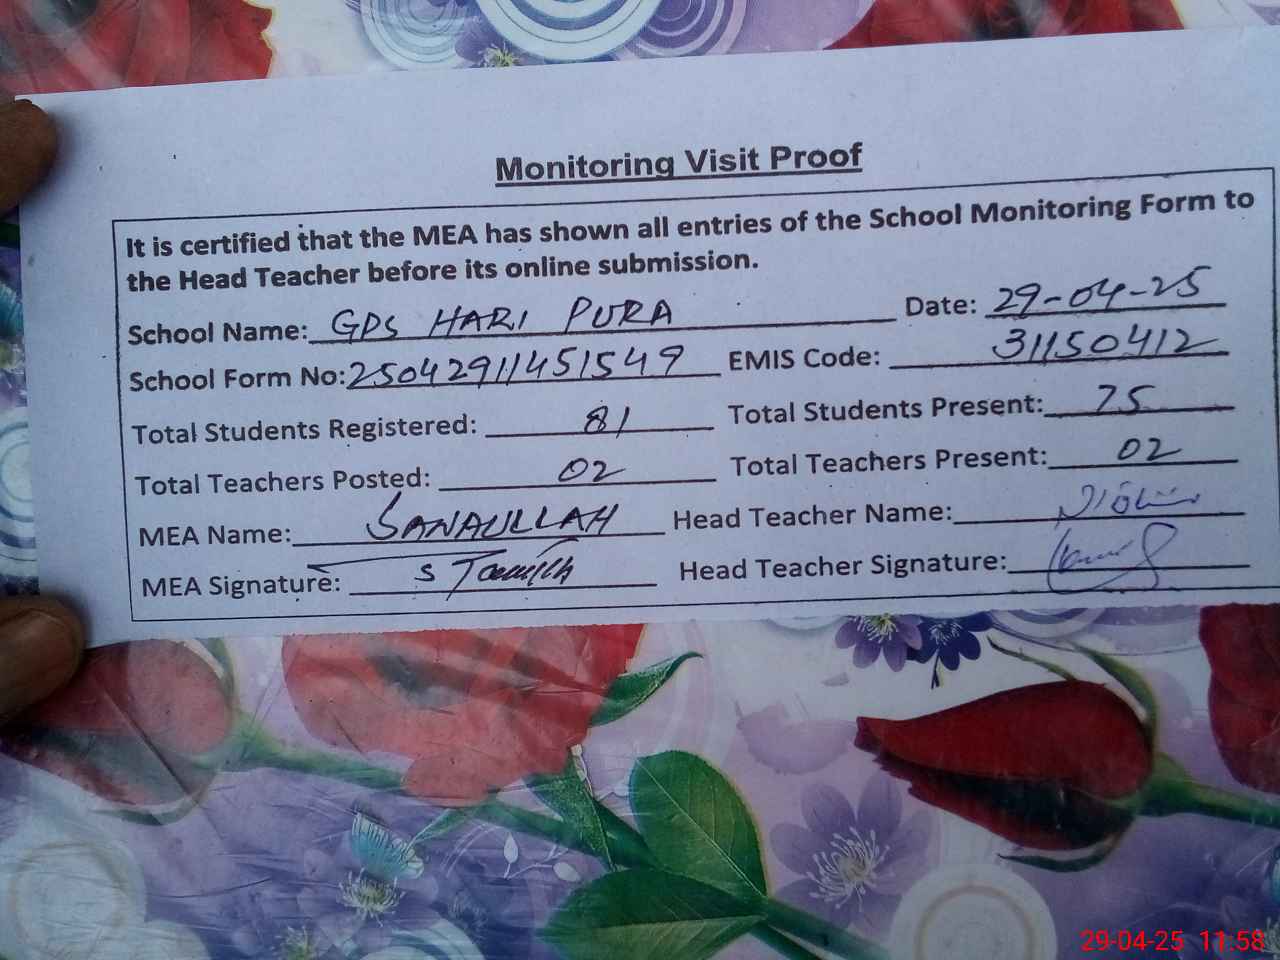 Monitoring Visit Proof
It is certified that the MEA has shown all entries of the School Monitoring Form to
the Head Teacher before its online submission.
School Name: GPS HARI PURA Date: 29-04-25
School Form No: 25042911451549 EMIS Code: 31150412
Total Students Registered: 81 Total Students Present: 75
Total Teachers Posted: 02 Total Teachers Present: 02
MEA Name: SANAULLAH Head Teacher Name:
MEA Signature: Head Teacher Signature:
29-04-25 11:58